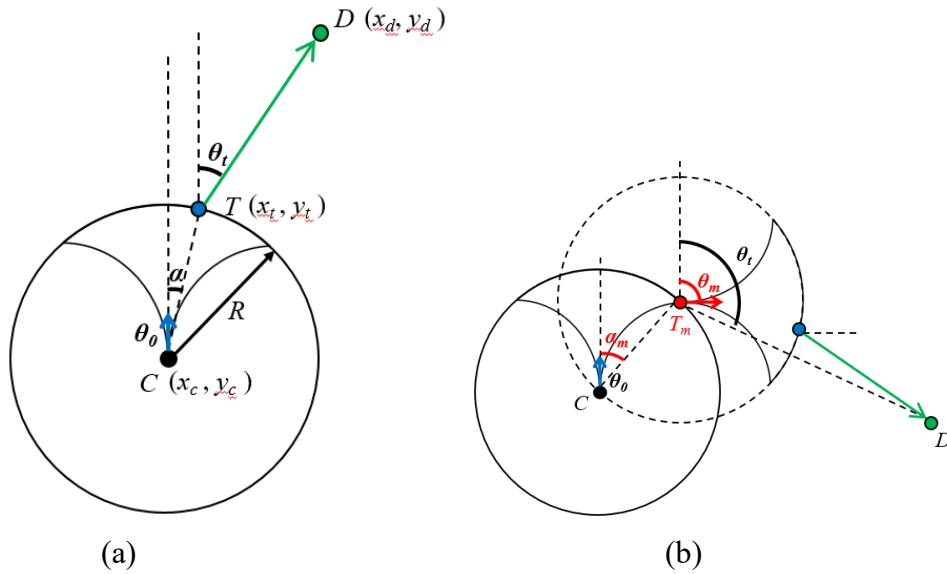 D (x_d, y_d)
θ_t
T (x_t, y_t)
α
R
θ_0
C (x_c, y_c)
(a)
θ_t
θ_m
T_m
α_m
θ_0
C
D
(b)